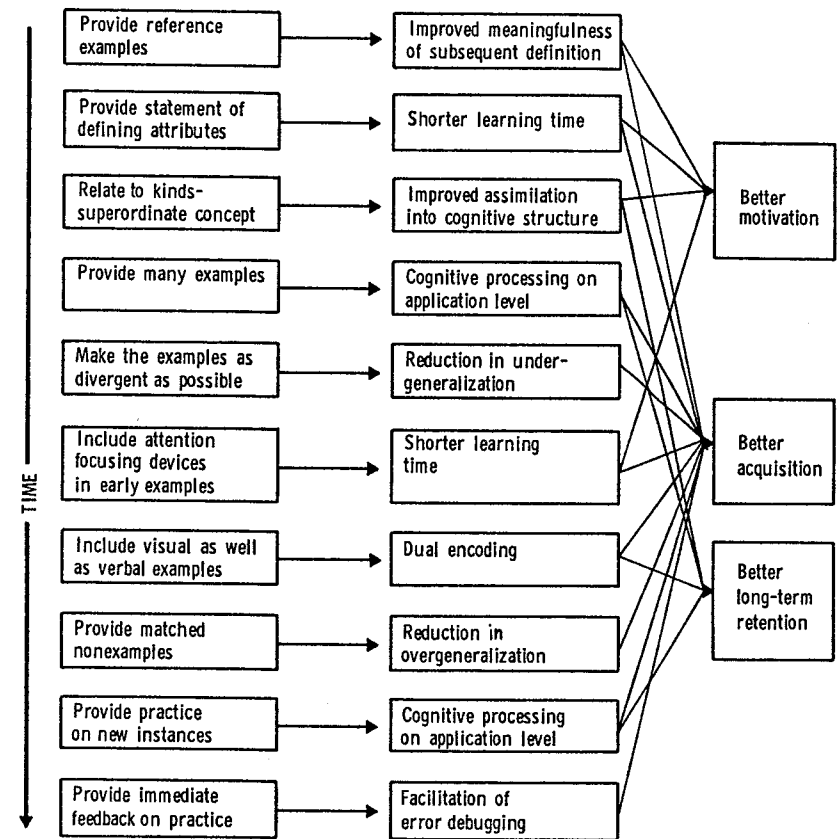 Provide reference
examples
Improved meaningfulness
of subsequent definition
Provide statement of
defining attributes
Shorter learning time
Relate to kinds-
superordinate concept
Improved assimilation
into cognitive structure
Better
motivation
Provide many examples
Cognitive processing on
application level
Make the examples as
divergent as possible
Reduction in under-
generalization
Include attention
focusing devices
in early examples
Shorter learning
time
Better
acquisition
TIME
Include visual as well
as verbal examples
Dual encoding
Better
long-term
retention
Provide matched
nonexamples
Reduction in
overgeneralization
Provide practice
on new instances
Cognitive processing
on application level
Provide immediate
feedback on practice
Facilitation of
error debugging